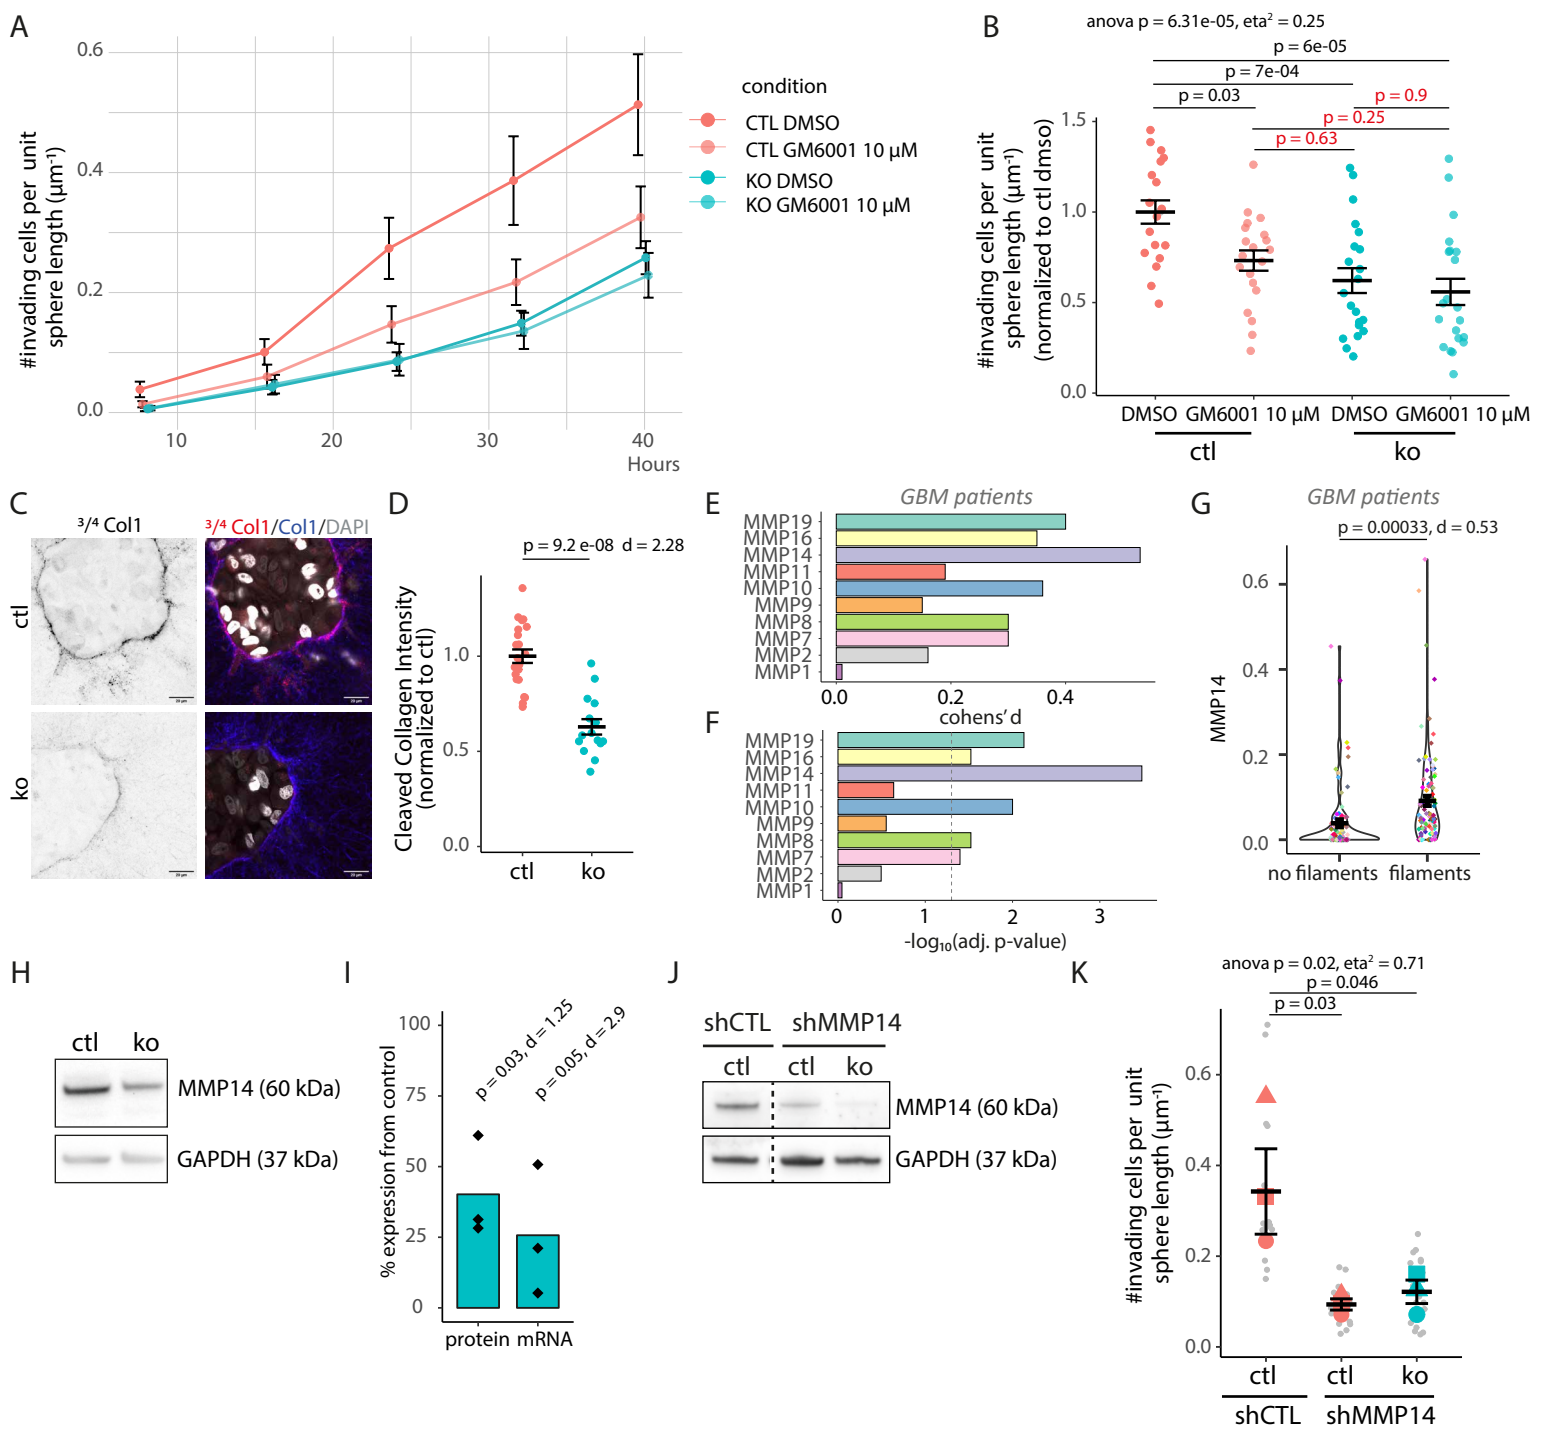 A
#invading cells per unit
sphere length (µm⁻¹)
0.6
0.4
0.2
0.0
10
20
30
40
Hours
condition
CTL DMSO
CTL GM6001 10 µM
KO DMSO
KO GM6001 10 µM
B
anova p = 6.31e-05, eta² = 0.25
p = 6e-05
p = 7e-04
p = 0.03
p = 0.9
p = 0.25
p = 0.63
#invading cells per unit
sphere length (µm⁻¹)
(normalized to ctl dmso)
1.5
1.0
0.5
0.0
DMSO GM6001 10 µM DMSO GM6001 10 µM
ctl
ko
C
³/⁴ Col1
³/⁴ Col1/Col1/DAPI
ctl
ko
D
p = 9.2 e-08 d = 2.28
Cleaved Collagen Intensity
(normalized to ctl)
1.0
0.5
0.0
ctl
ko
E
GBM patients
MMP19
MMP16
MMP14
MMP11
MMP10
MMP9
MMP8
MMP7
MMP2
MMP1
0.0
0.2
0.4
cohens' d
F
MMP19
MMP16
MMP14
MMP11
MMP10
MMP9
MMP8
MMP7
MMP2
MMP1
0
1
2
3
-log₁₀(adj. p-value)
G
GBM patients
p = 0.00033, d = 0.53
MMP14
0.6
0.4
0.2
0.0
no filaments
filaments
H
ctl
ko
MMP14 (60 kDa)
GAPDH (37 kDa)
I
p = 0.03, d = 1.25
p = 0.05, d = 2.9
% expression from control
100
75
50
25
0
protein
mRNA
J
shCTL
shMMP14
ctl
ctl
ko
MMP14 (60 kDa)
GAPDH (37 kDa)
K
anova p = 0.02, eta² = 0.71
p = 0.046
p = 0.03
#invading cells per unit
sphere length (µm⁻¹)
0.6
0.4
0.2
0.0
ctl
ctl
ko
shCTL
shMMP14